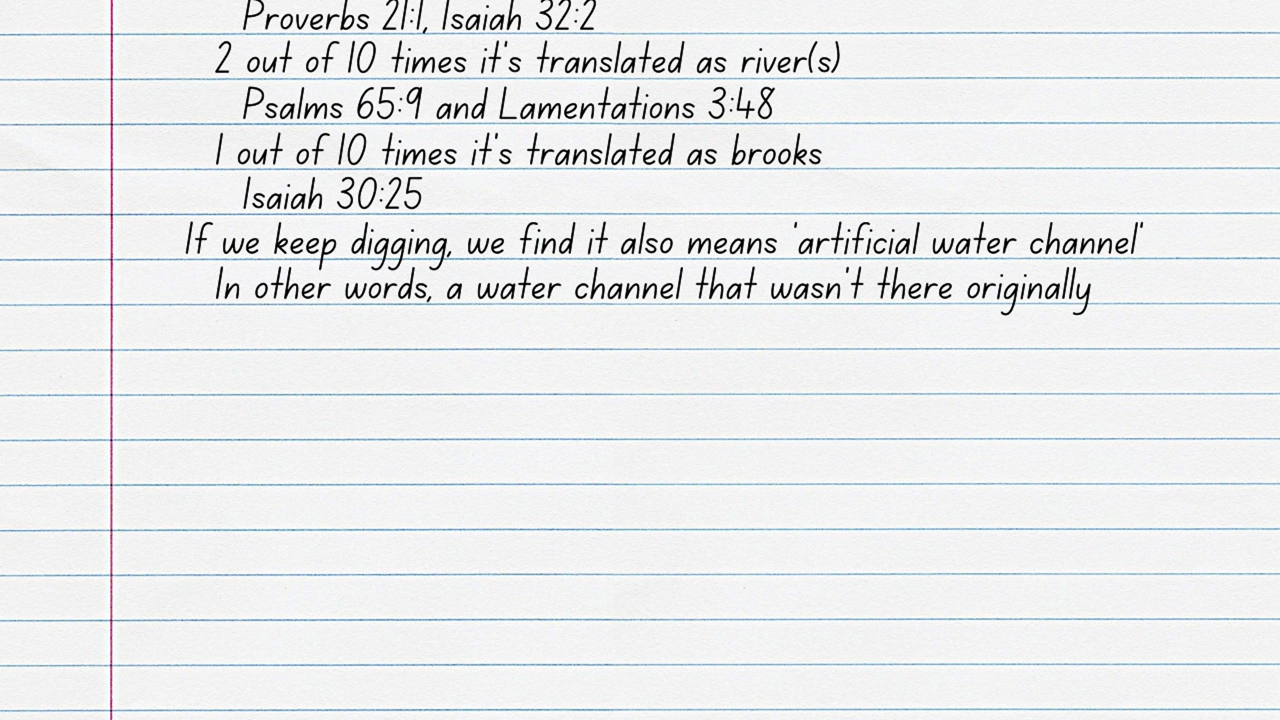 Proverbs 21:1, Isaiah 32:2
2 out of 10 times it's translated as river(s)
Psalms 65:9 and Lamentations 3:48
1 out of 10 times it's translated as brooks
Isaiah 30:25
If we keep digging, we find it also means 'artificial water channel'
In other words, a water channel that wasn't there originally